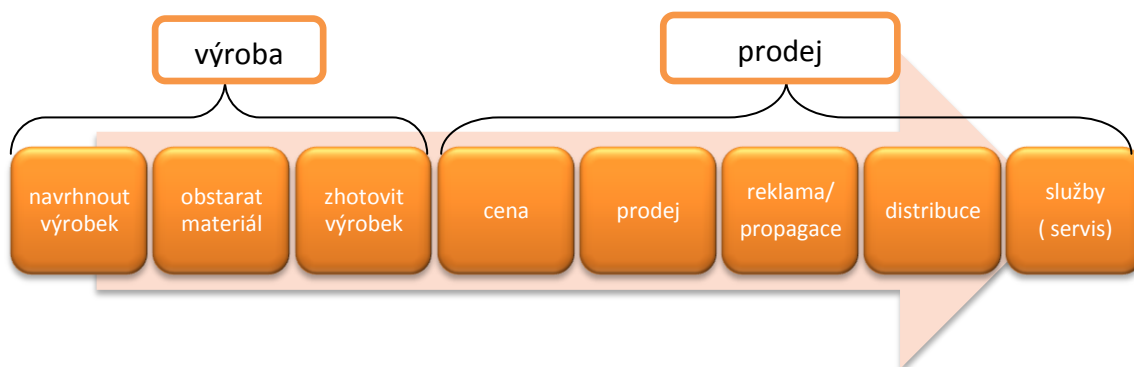 výroba
prodej
navrhnout
výrobek
obstarat
materiál
zhotovit
výrobek
cena
prodej
reklama/
propagace
distribuce
služby
( servis)